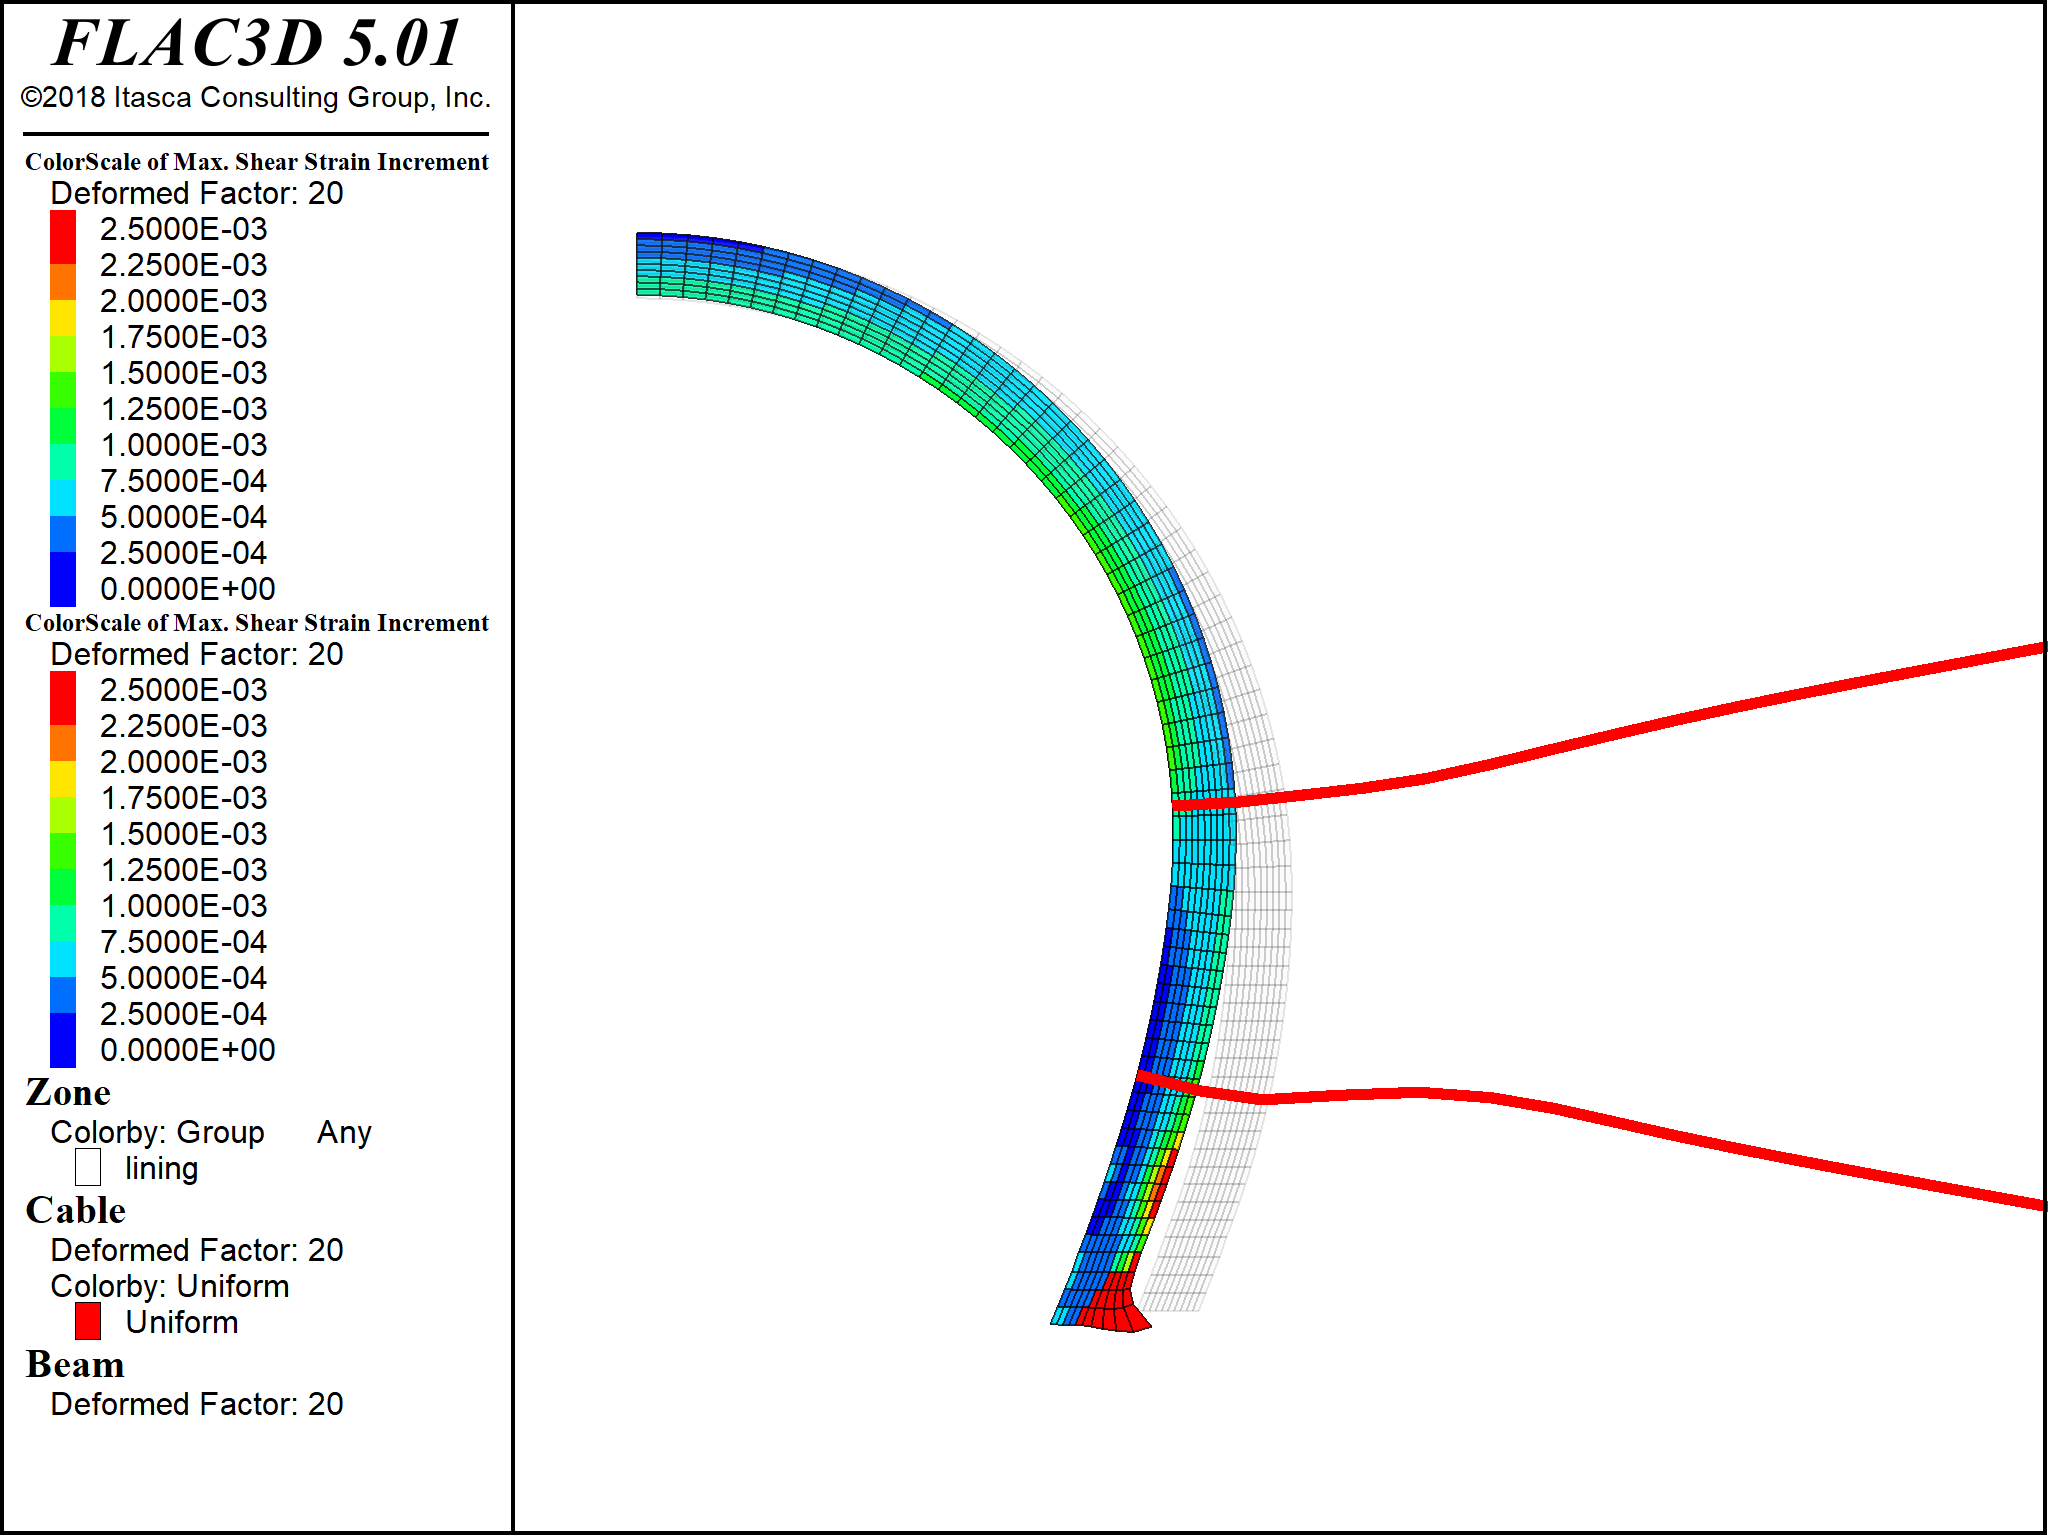 FLAC3D 5.01
©2018 Itasca Consulting Group, Inc.
ColorScale of Max. Shear Strain Increment
Deformed Factor: 20
2.5000E-03
2.2500E-03
2.0000E-03
1.7500E-03
1.5000E-03
1.2500E-03
1.0000E-03
7.5000E-04
5.0000E-04
2.5000E-04
0.0000E+00
ColorScale of Max. Shear Strain Increment
Deformed Factor: 20
2.5000E-03
2.2500E-03
2.0000E-03
1.7500E-03
1.5000E-03
1.2500E-03
1.0000E-03
7.5000E-04
5.0000E-04
2.5000E-04
0.0000E+00
Zone
Colorby: Group Any
lining
Cable
Deformed Factor: 20
Colorby: Uniform
Uniform
Beam
Deformed Factor: 20